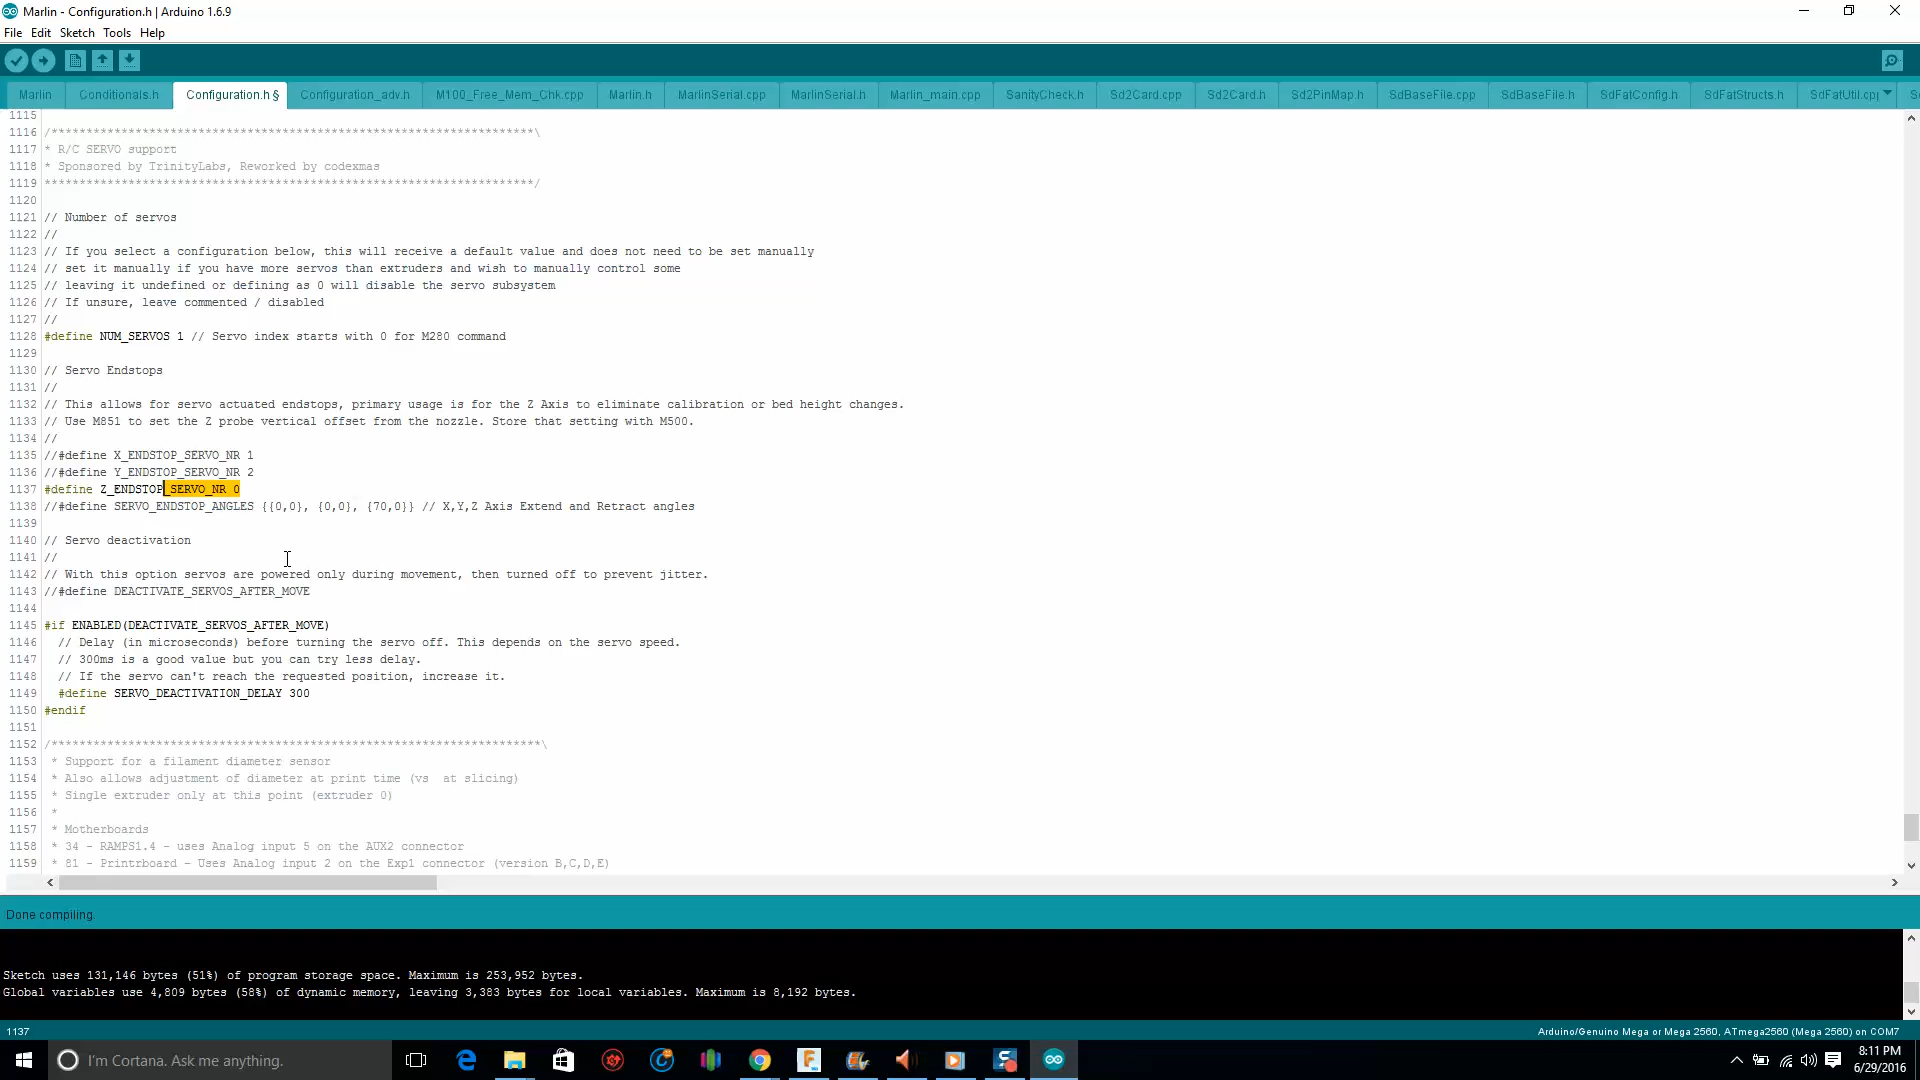 Marlin - Configuration.h | Arduino 1.6.9
File Edit Sketch Tools Help
Marlin Conditionals.h Configuration.h § Configuration_adv.h M100_Free_Mem_Chk.cpp Marlin.h MarlinSerial.cpp MarlinSerial.h Marlin_main.cpp SanityCheck.h Sd2Card.cpp Sd2Card.h Sd2PinMap.h SdBaseFile.cpp SdBaseFile.h SdFatConfig.h SdFatStructs.h SdFatUtil.cpp
1115
1116 /**********************************************************************\
1117 * R/C SERVO support
1118 * Sponsored by TrinityLabs, Reworked by codexmas
1119 **********************************************************************/
1120
1121 // Number of servos
1122 //
1123 // If you select a configuration below, this will receive a default value and does not need to be set manually
1124 // set it manually if you have more servos than extruders and wish to manually control some
1125 // leaving it undefined or defining as 0 will disable the servo subsystem
1126 // If unsure, leave commented / disabled
1127 //
1128 #define NUM_SERVOS 1 // Servo index starts with 0 for M280 command
1129
1130 // Servo Endstops
1131 //
1132 // This allows for servo actuated endstops, primary usage is for the Z Axis to eliminate calibration or bed height changes.
1133 // Use M851 to set the Z probe vertical offset from the nozzle. Store that setting with M500.
1134 //
1135 //#define X_ENDSTOP_SERVO_NR 1
1136 //#define Y_ENDSTOP_SERVO_NR 2
1137 #define Z_ENDSTOP_SERVO_NR 0
1138 //#define SERVO_ENDSTOP_ANGLES {{0,0}, {0,0}, {70,0}} // X,Y,Z Axis Extend and Retract angles
1139
1140 // Servo deactivation
1141 //
1142 // With this option servos are powered only during movement, then turned off to prevent jitter.
1143 //#define DEACTIVATE_SERVOS_AFTER_MOVE
1144
1145 #if ENABLED(DEACTIVATE_SERVOS_AFTER_MOVE)
1146 // Delay (in microseconds) before turning the servo off. This depends on the servo speed.
1147 // 300ms is a good value but you can try less delay.
1148 // If the servo can't reach the requested position, increase it.
1149 #define SERVO_DEACTIVATION_DELAY 300
1150 #endif
1151
1152 /**********************************************************************\
1153 * Support for a filament diameter sensor
1154 * Also allows adjustment of diameter at print time (vs  at slicing)
1155 * Single extruder only at this point (extruder 0)
1156 *
1157 * Motherboards
1158 * 34 - RAMPS1.4 - uses Analog input 5 on the AUX2 connector
1159 * 81 - Printrboard - Uses Analog input 2 on the Exp1 connector (version B,C,D,E)
Done compiling.
Sketch uses 131,146 bytes (51%) of program storage space. Maximum is 253,952 bytes.
Global variables use 4,809 bytes (58%) of dynamic memory, leaving 3,383 bytes for local variables. Maximum is 8,192 bytes.
1137 Arduino/Genuino Mega or Mega 2560, ATmega2560 (Mega 2560) on COM7
I'm Cortana. Ask me anything.
8:11 PM
6/29/2016